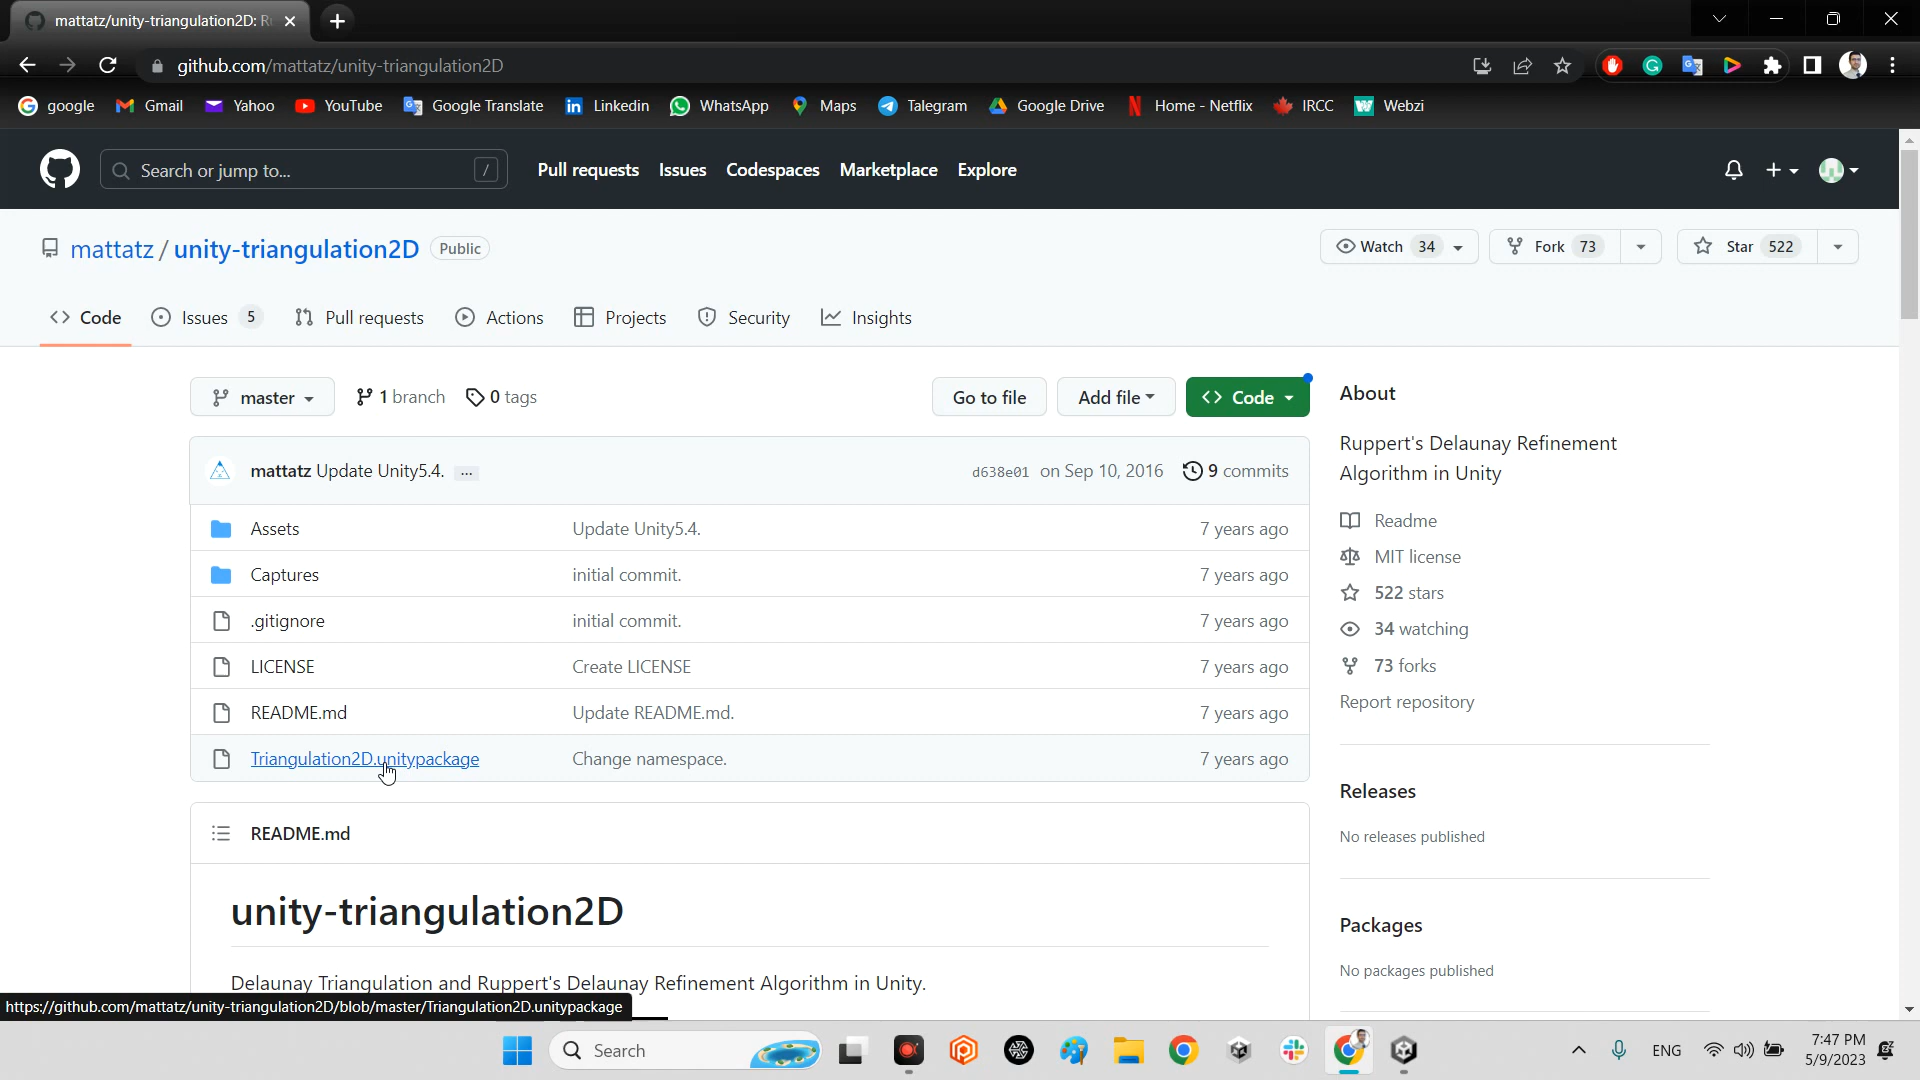 mattatz/unity-triangulation2D: R
github.com/mattatz/unity-triangulation2D
google Gmail Yahoo YouTube Google Translate Linkedin WhatsApp Maps Telegram Google Drive Home - Netflix IRCC Webzi
Search or jump to... / Pull requests Issues Codespaces Marketplace Explore
mattatz / unity-triangulation2D Public Watch 34 Fork 73 Star 522
Code Issues 5 Pull requests Actions Projects Security Insights
master 1 branch 0 tags Go to file Add file Code
mattatz Update Unity5.4. ... d638e01 on Sep 10, 2016 9 commits
Assets Update Unity5.4. 7 years ago
Captures initial commit. 7 years ago
.gitignore initial commit. 7 years ago
LICENSE Create LICENSE 7 years ago
README.md Update README.md. 7 years ago
Triangulation2D.unitypackage Change namespace. 7 years ago
README.md
unity-triangulation2D
Delaunay Triangulation and Ruppert's Delaunay Refinement Algorithm in Unity.
About
Ruppert's Delaunay Refinement
Algorithm in Unity
Readme
MIT license
522 stars
34 watching
73 forks
Report repository
Releases
No releases published
Packages
No packages published
https://github.com/mattatz/unity-triangulation2D/blob/master/Triangulation2D.unitypackage
Search ENG 7:47 PM
5/9/2023